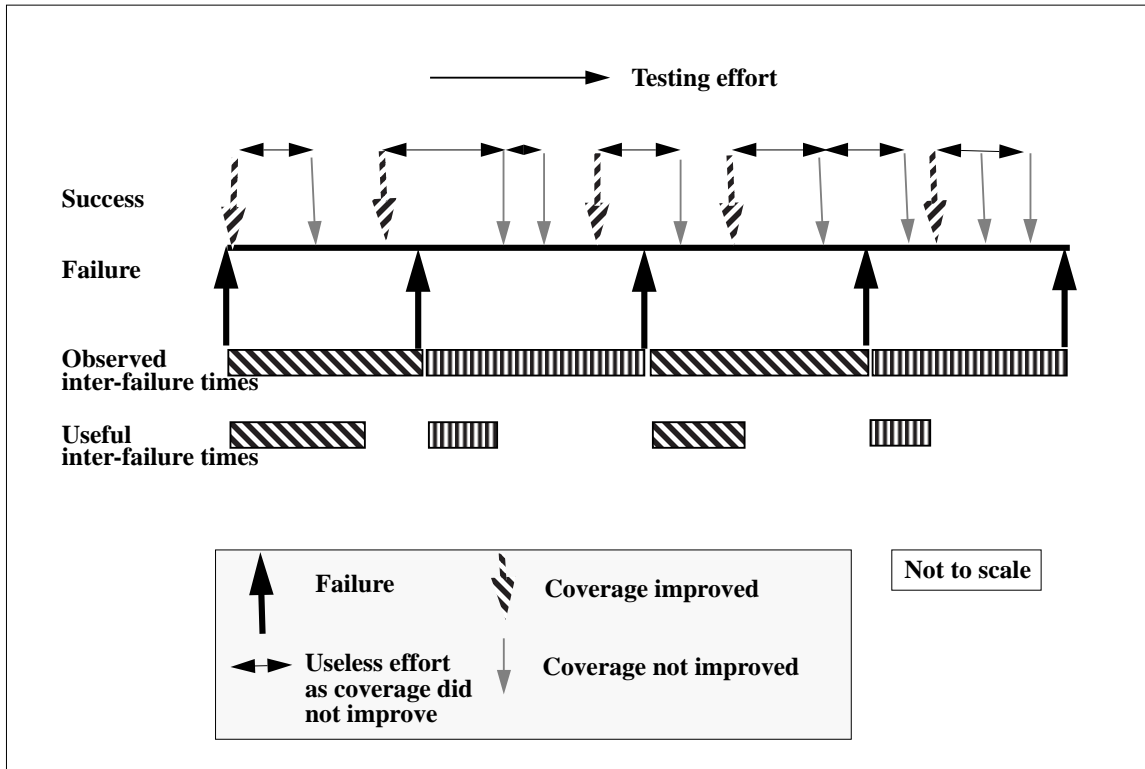 Testing effort
Success
Failure
Observed
inter-failure times
Useful
inter-failure times
Failure
Coverage improved
Not to scale
Useless effort
as coverage did
not improve
Coverage not improved